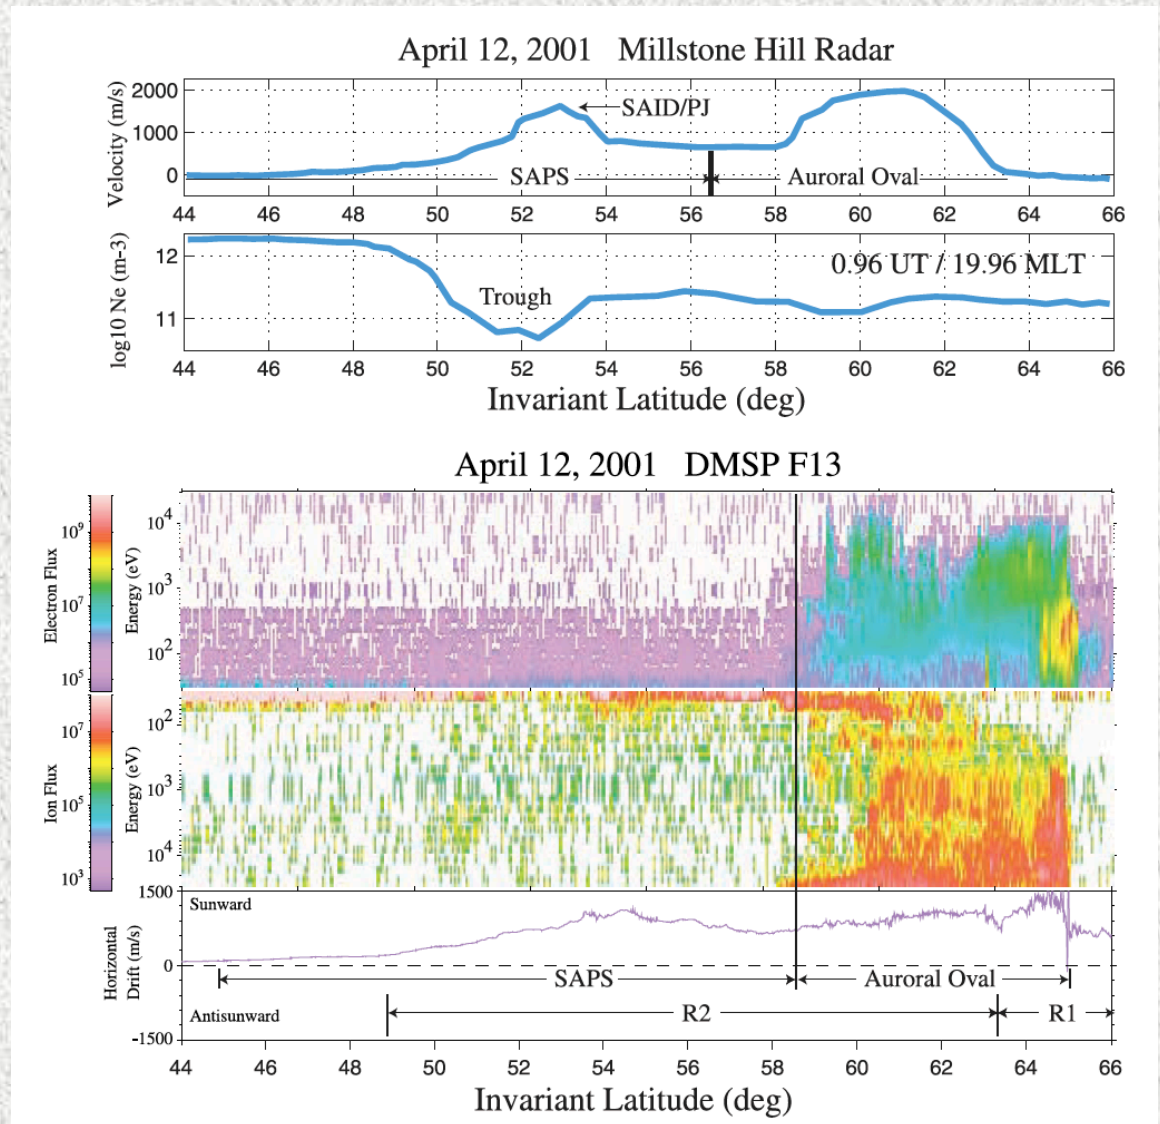 April 12, 2001 Millstone Hill Radar
Velocity (m/s)
2000
1000
0
SAID/PJ
SAPS
Auroral Oval
44 46 48 50 52 54 56 58 60 62 64 66
log10 Ne (m-3)
12
11
Trough
0.96 UT / 19.96 MLT
44 46 48 50 52 54 56 58 60 62 64 66
Invariant Latitude (deg)
April 12, 2001 DMSP F13
Electron Flux
10^9
10^7
10^5
Energy (eV)
10^4
10^3
10^2
Ion Flux
10^7
10^5
10^3
Energy (eV)
10^2
10^3
10^4
Horizontal
Drift (m/s)
1500
0
-1500
Sunward
SAPS
Auroral Oval
R2
R1
Antisunward
44 46 48 50 52 54 56 58 60 62 64 66
Invariant Latitude (deg)